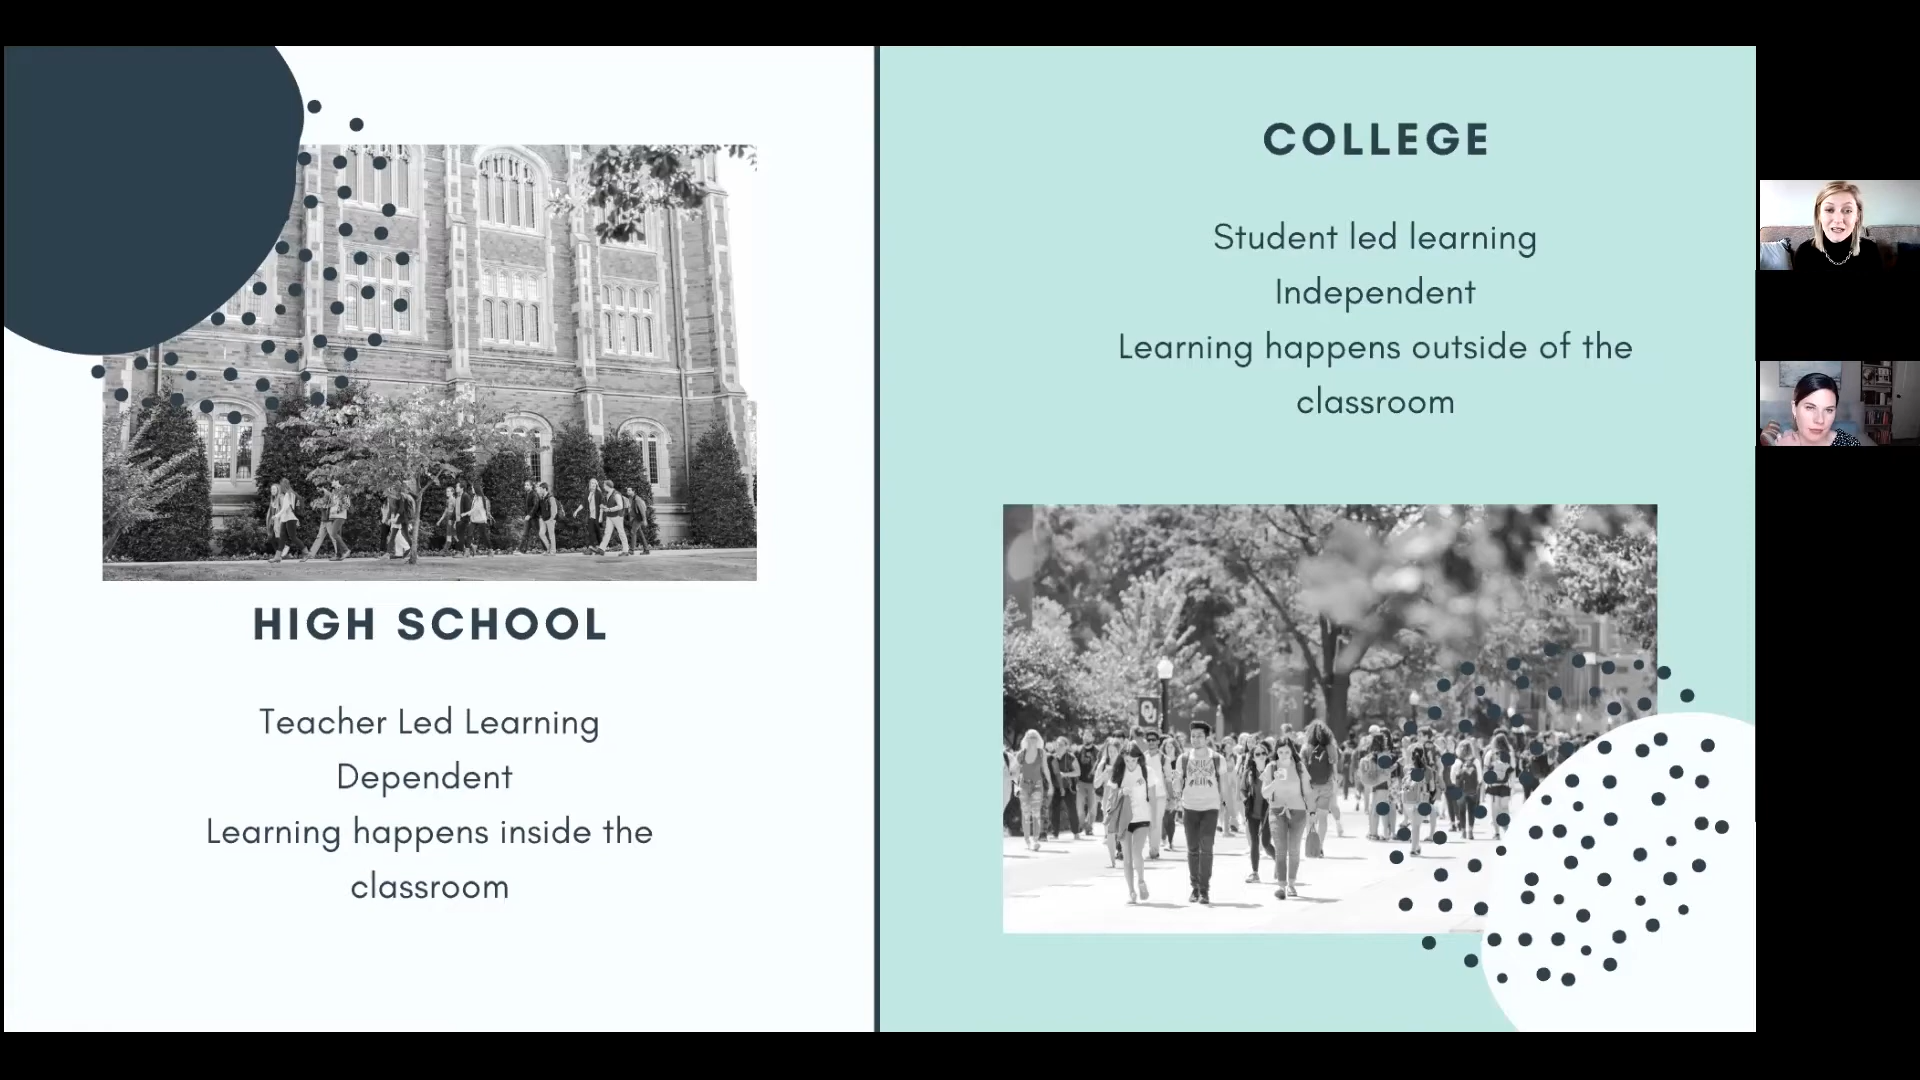 HIGH SCHOOL
Teacher Led Learning
Dependent
Learning happens inside the
classroom
COLLEGE
Student led learning
Independent
Learning happens outside of the
classroom
OU